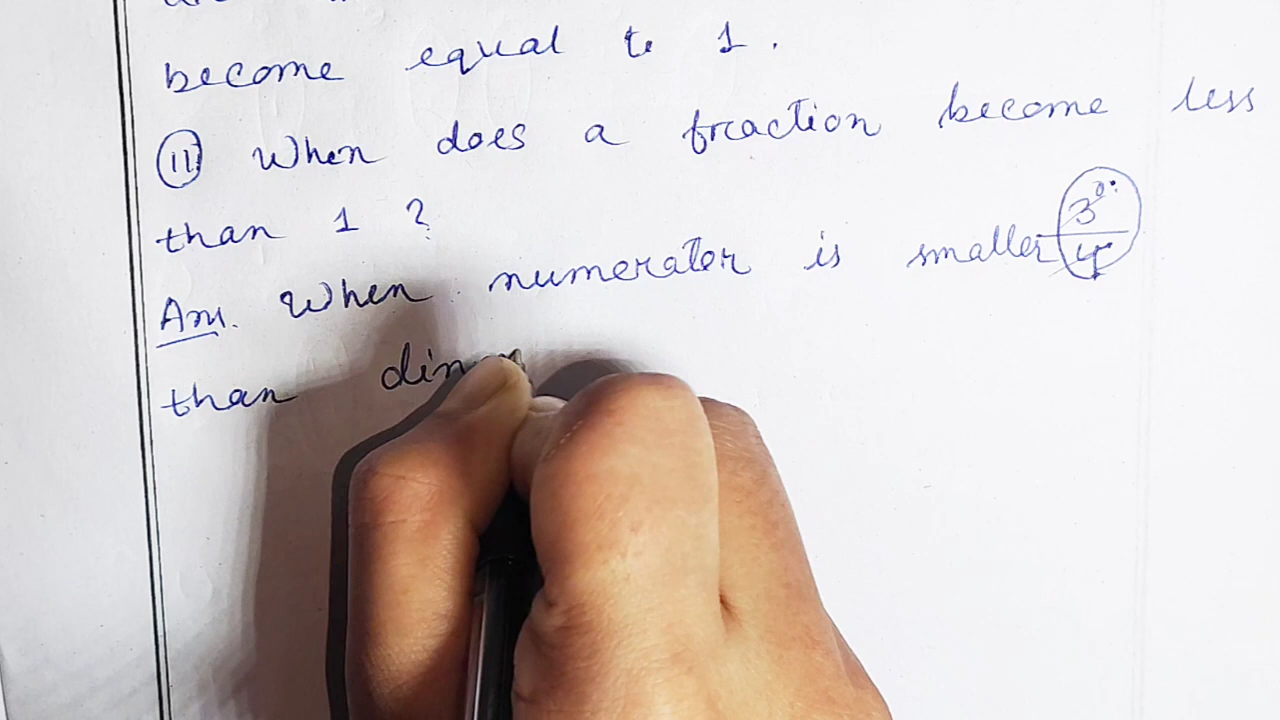 become equal to 1.
(ii) When does a fraction become less
than 1 ?
Ans. When numerator is smaller 3/4
than din